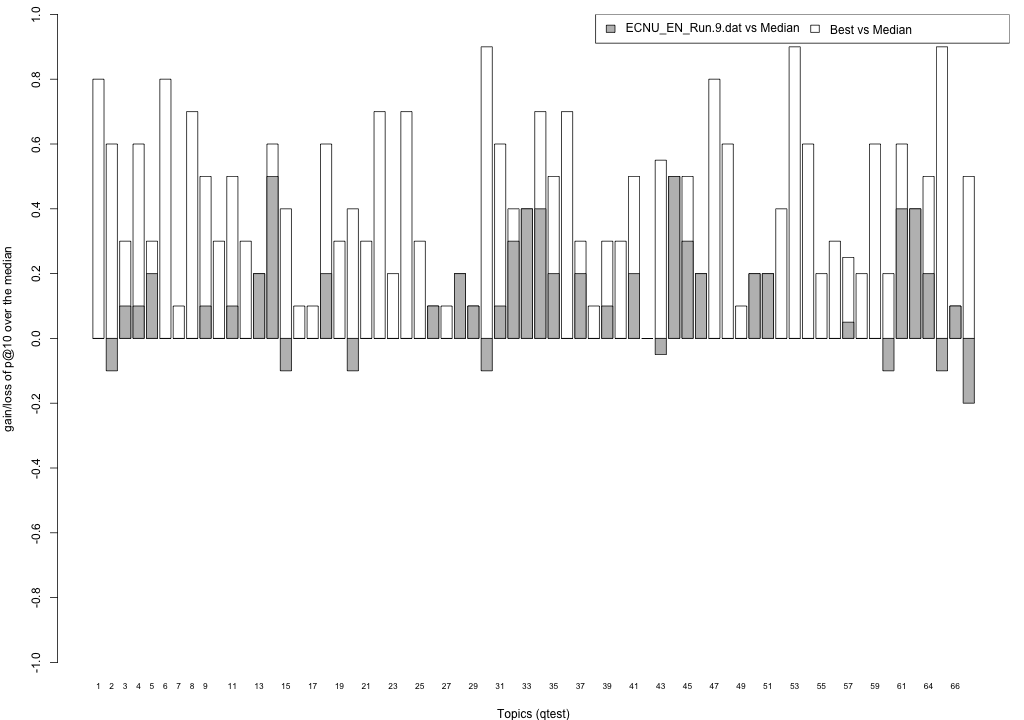 ECNU_EN_Run.9.dat vs Median Best vs Median
gain/loss of p@10 over the median
1.0
0.8
0.6
0.4
0.2
0.0
-0.2
-0.4
-0.6
-0.8
-1.0
1 2 3 4 5 6 7 8 9 11 13 15 17 19 21 23 25 27 29 31 33 35 37 39 41 43 45 47 49 51 53 55 57 59 61 64 66
Topics (qtest)